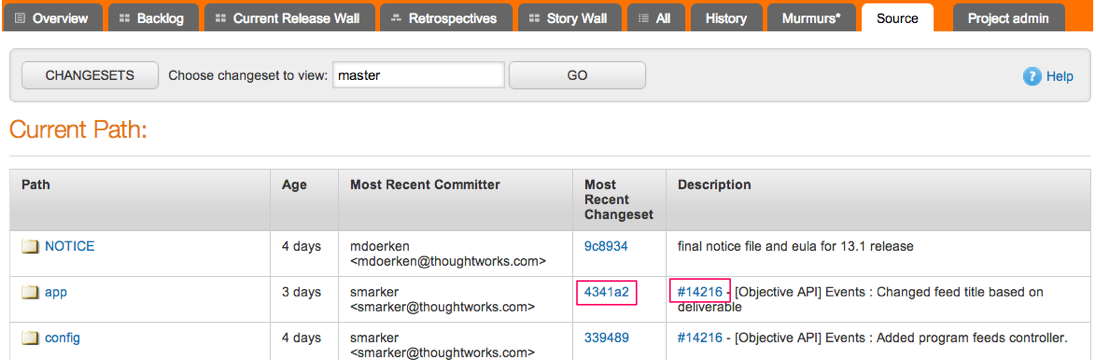 Overview Backlog Current Release Wall Retrospectives Story Wall All History Murmurs* Source Project admin
CHANGESETS Choose changeset to view: master GO ? Help
Current Path:
Path Age Most Recent Committer Most Recent Changeset Description
NOTICE 4 days mdoerken <mdoerken@thoughtworks.com> 9c8934 final notice file and eula for 13.1 release
app 3 days smarker <smarker@thoughtworks.com> 4341a2 #14216 - [Objective API] Events : Changed feed title based on deliverable
config 4 days smarker <smarker@thoughtworks.com> 339489 #14216 - [Objective API] Events : Added program feeds controller.